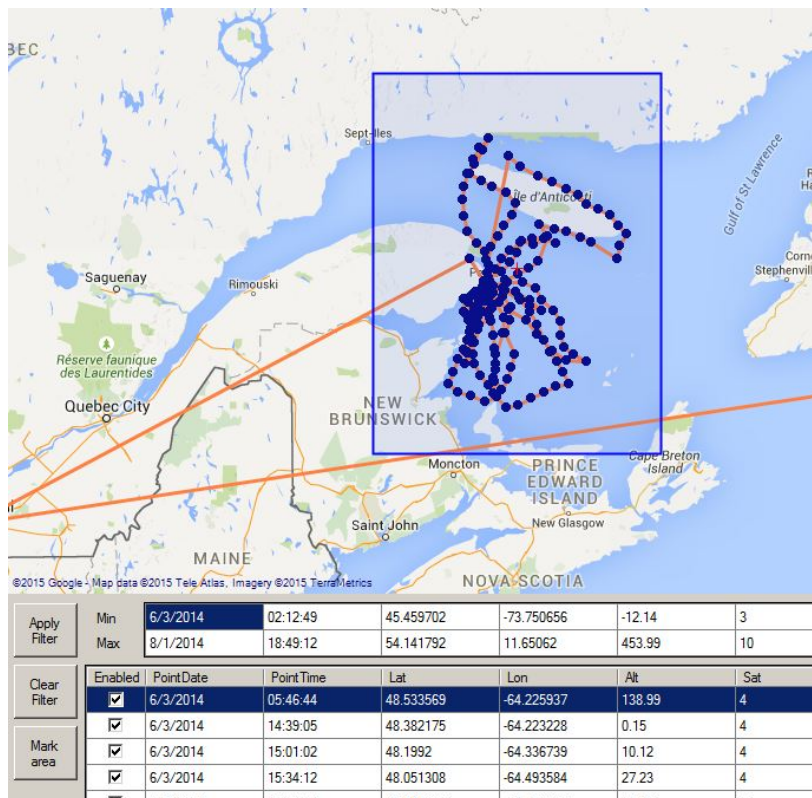 BEC
Sept-Iles
Île d'Anticosti
Gulf of St Lawrence
Corne
Stephenville
Saguenay
Rimouski
Réserve faunique
des Laurentides
Quebec City
NEW
BRUNSWICK
Cape Breton
Island
Moncton
PRINCE
EDWARD
ISLAND
Saint John
New Glasgow
MAINE
NOVA SCOTIA
©2015 Google - Map data ©2015 Tele Atlas, Imagery ©2015 TerraMetrics
Apply Filter Min 6/3/2014 02:12:49 45.459702 -73.750656 -12.14 3
Max 8/1/2014 18:49:12 54.141792 11.65062 453.99 10
Clear Filter Enabled PointDate PointTime Lat Lon Alt Sat
6/3/2014 05:46:44 48.533569 -64.225937 138.99 4
6/3/2014 14:39:05 48.382175 -64.223228 0.15 4
Mark area 6/3/2014 15:01:02 48.1992 -64.336739 10.12 4
6/3/2014 15:34:12 48.051308 -64.493584 27.23 4